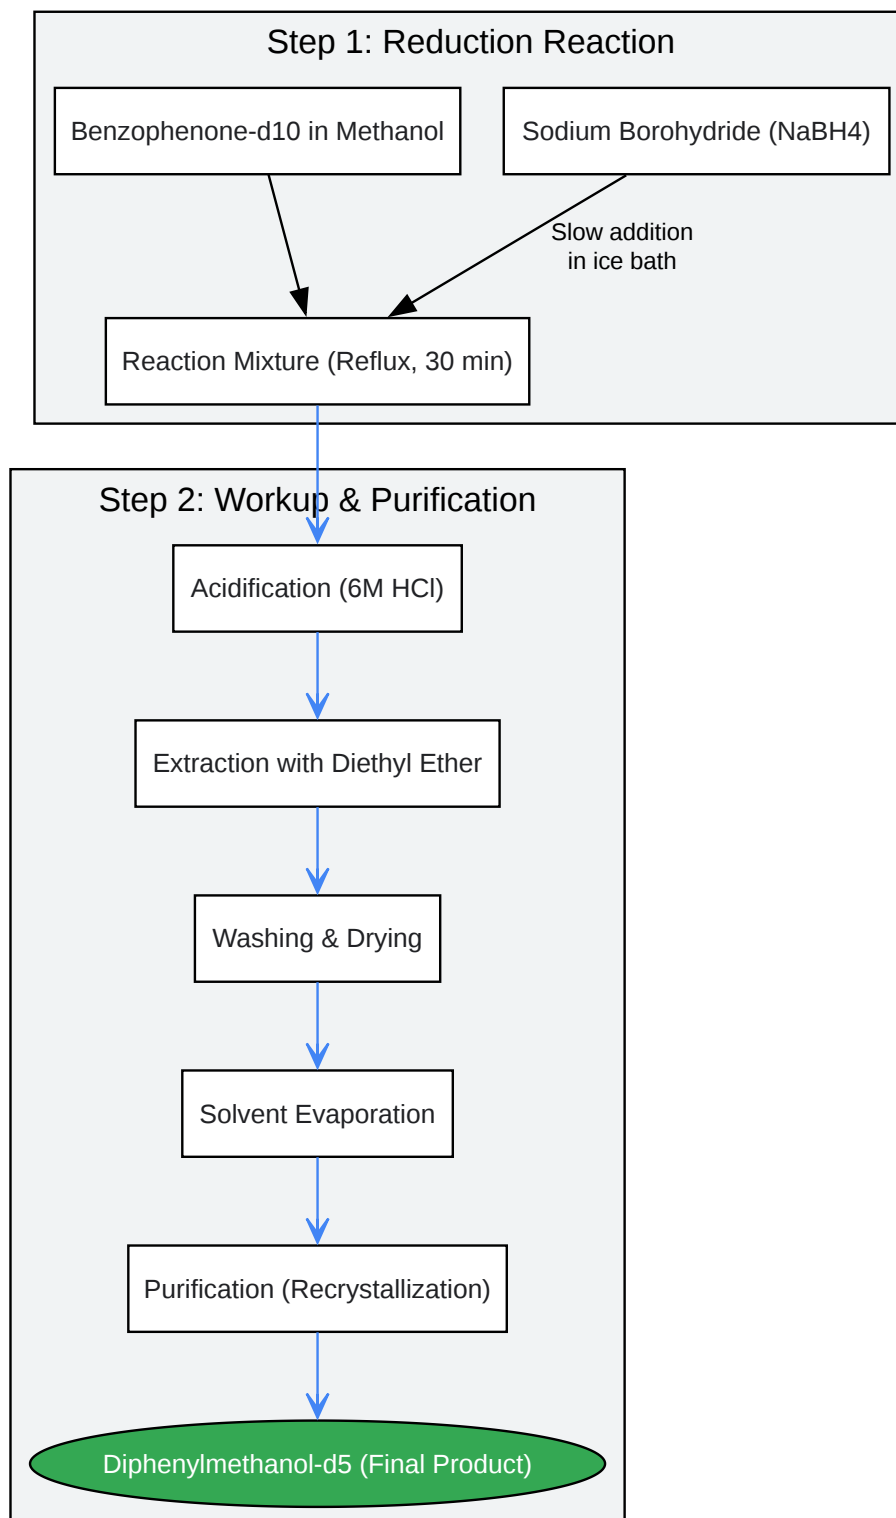 Step 1: Reduction Reaction
Benzophenone-d10 in Methanol
Sodium Borohydride (NaBH4)
Slow addition
in ice bath
Reaction Mixture (Reflux, 30 min)
Step 2: Workup & Purification
Acidification (6M HCl)
Extraction with Diethyl Ether
Washing & Drying
Solvent Evaporation
Purification (Recrystallization)
Diphenylmethanol-d5 (Final Product)